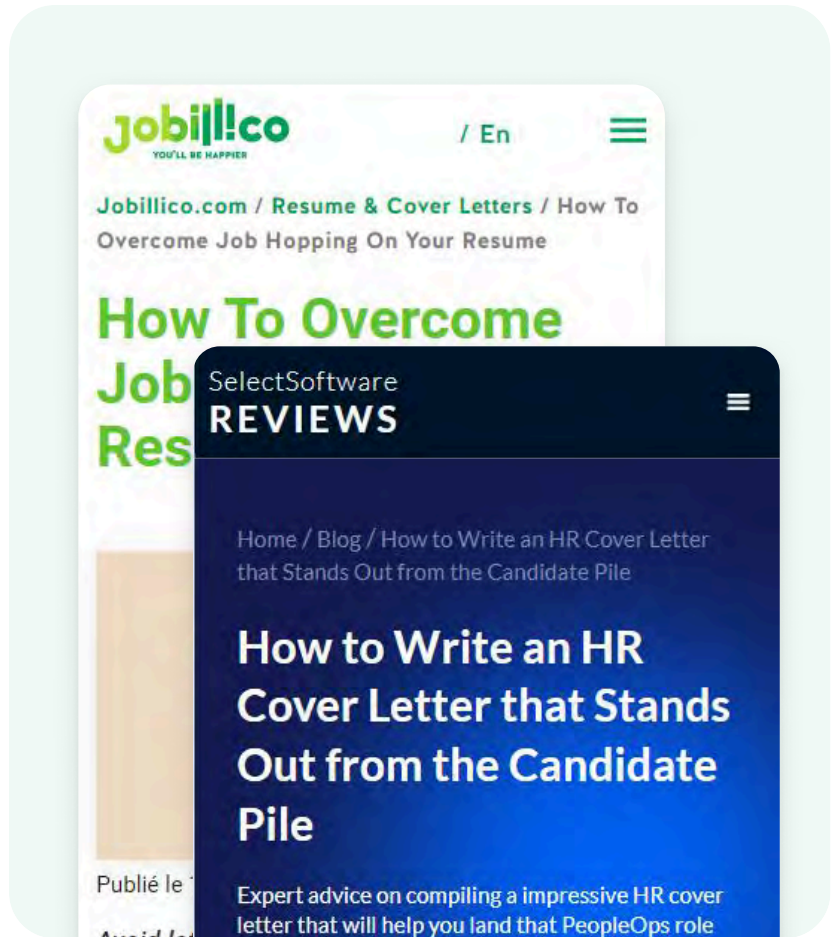 jobillico
YOU'LL BE HAPPIER
/ En
Jobillico.com / Resume & Cover Letters / How To
Overcome Job Hopping On Your Resume
How To Overcome
Job
Res
Publié le
SelectSoftware
REVIEWS
Home / Blog / How to Write an HR Cover Letter
that Stands Out from the Candidate Pile
How to Write an HR
Cover Letter that Stands
Out from the Candidate
Pile
Expert advice on compiling a impressive HR cover
letter that will help you land that PeopleOps role